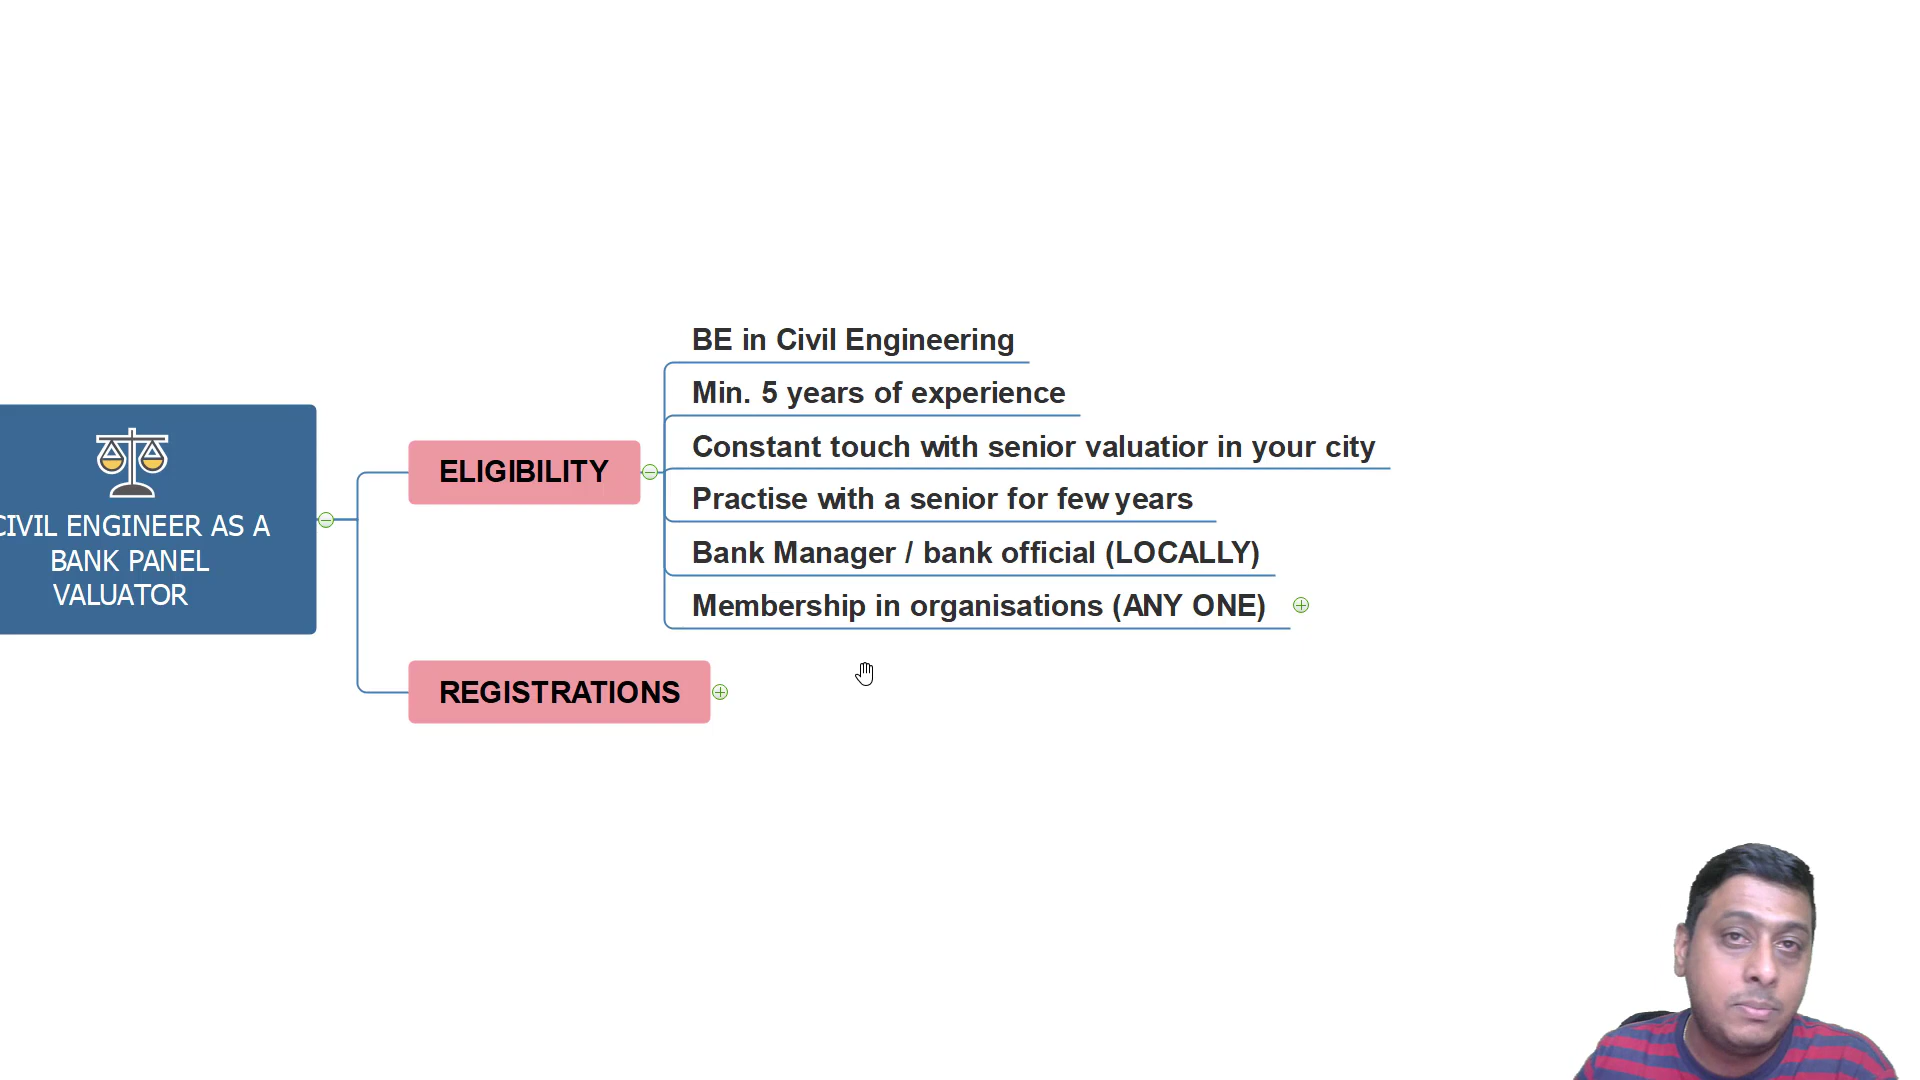 CIVIL ENGINEER AS A
BANK PANEL
VALUATOR
ELIGIBILITY
BE in Civil Engineering
Min. 5 years of experience
Constant touch with senior valuatior in your city
Practise with a senior for few years
Bank Manager / bank official (LOCALLY)
Membership in organisations (ANY ONE)
REGISTRATIONS